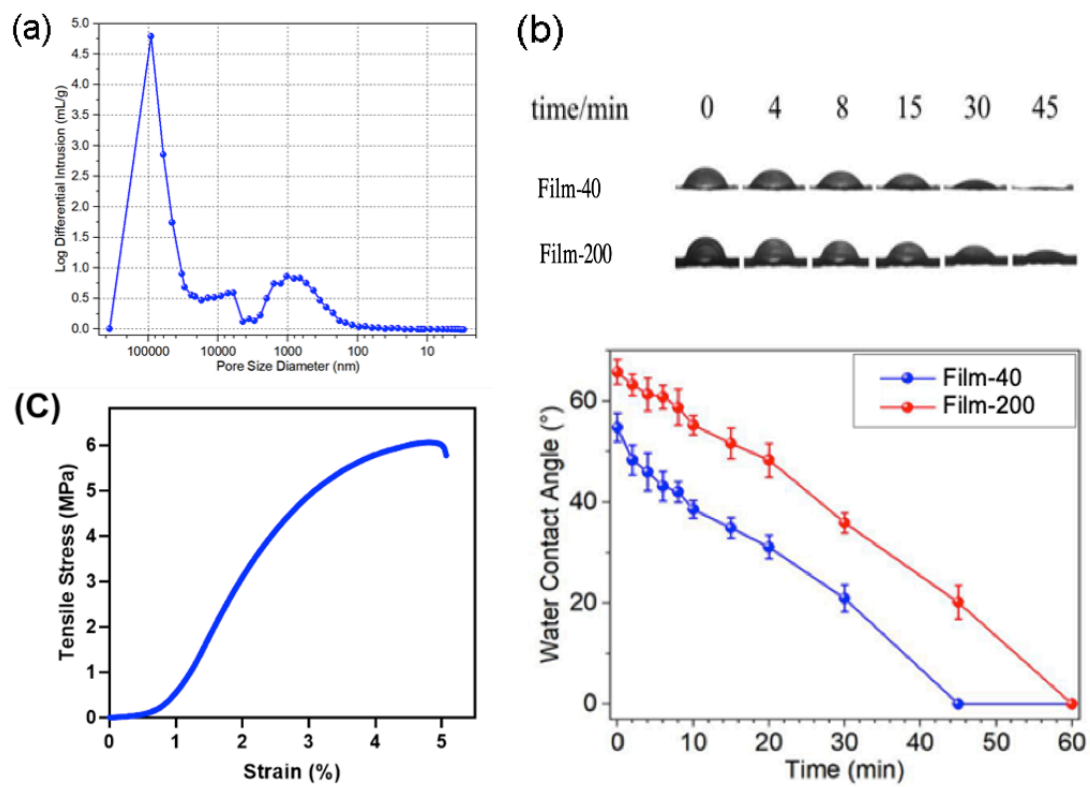 (a)
5.0
4.5
4.0
3.5
3.0
2.5
2.0
1.5
1.0
0.5
0.0
Log Differential Intrusion (mL/g)
100000 10000 1000 100 10
Pore Size Diameter (nm)
(b)
time/min 0 4 8 15 30 45
Film-40
Film-200
(C)
6
5
4
3
2
1
0
Tensile Stress (MPa)
0 1 2 3 4 5
Strain (%)
Film-40
Film-200
60
40
20
0
Water Contact Angle (°)
0 10 20 30 40 50 60
Time (min)